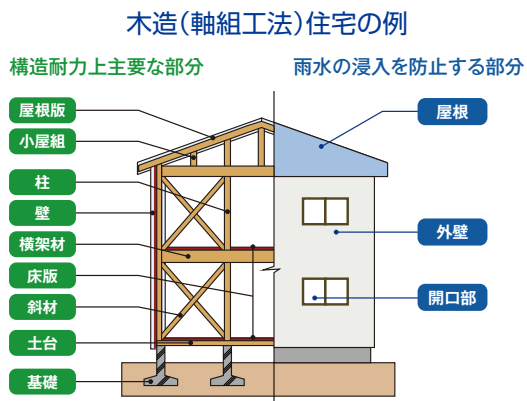 木造(軸組工法)住宅の例
構造耐力上主要な部分
雨水の浸入を防止する部分
屋根版
小屋組
柱
壁
横架材
床版
斜材
土台
基礎
屋根
外壁
開口部